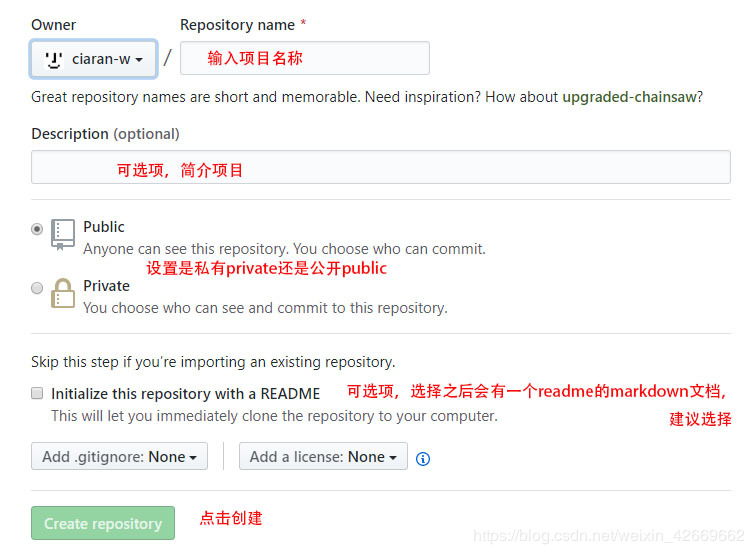 Owner
Repository name *
ciaran-w / 输入项目名称
Great repository names are short and memorable. Need inspiration? How about upgraded-chainsaw?
Description (optional)
可选项，简介项目
Public
Anyone can see this repository. You choose who can commit.
设置是私有private还是公开public
Private
You choose who can see and commit to this repository.
Skip this step if you're importing an existing repository.
Initialize this repository with a README 可选项，选择之后会有一个readme的markdown文档，
This will let you immediately clone the repository to your computer. 建议选择
Add .gitignore: None Add a license: None
Create repository 点击创建
https://blog.csdn.net/weixin_42669662